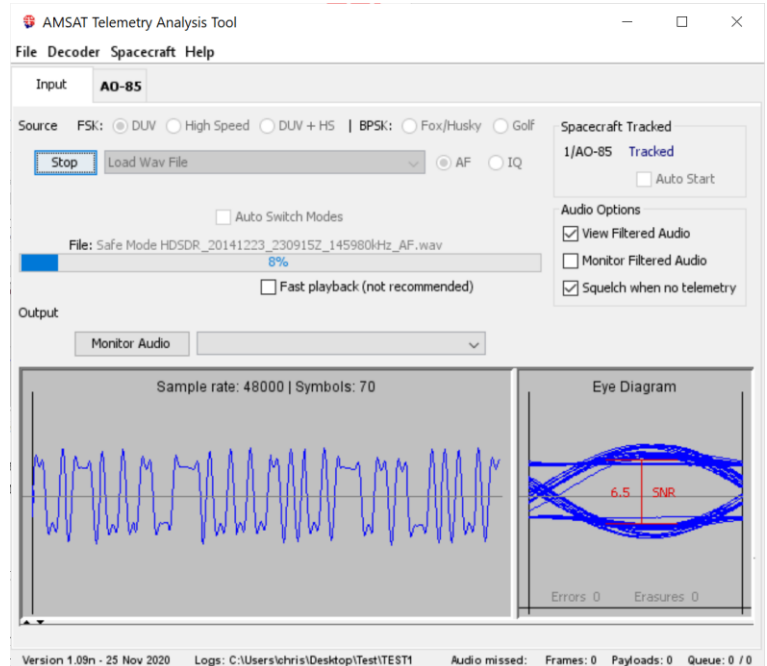 AMSAT Telemetry Analysis Tool
File Decoder Spacecraft Help
Input AO-85
Source FSK: DUV High Speed DUV + HS | BPSK: Fox/Husky Golf
Stop Load Wav File AF IQ
Auto Switch Modes
File: Safe Mode HDSDR_20141223_230915Z_145980kHz_AF.wav
8%
Fast playback (not recommended)
Spacecraft Tracked
1/AO-85 Tracked
Auto Start
Audio Options
View Filtered Audio
Monitor Filtered Audio
Squelch when no telemetry
Output
Monitor Audio
Sample rate: 48000 | Symbols: 70
Eye Diagram
6.5 SNR
Errors 0 Erasures 0
Version 1.09n - 25 Nov 2020 Logs: C:\Users\chris\Desktop\Test\TEST1 Audio missed: Frames: 0 Payloads: 0 Queue: 0 / 0